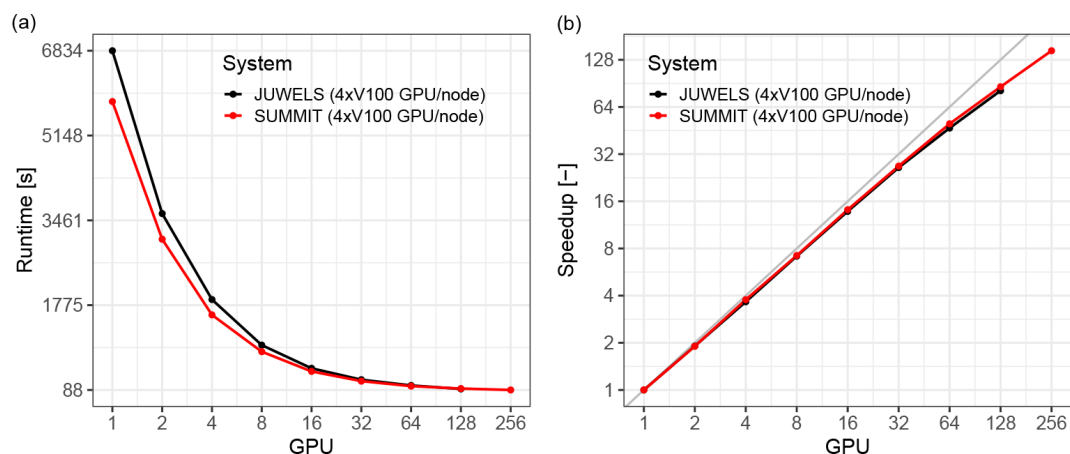 (a)
Runtime [s]
6834
5148
3461
1775
88
System
JUWELS (4xV100 GPU/node)
SUMMIT (4xV100 GPU/node)
1 2 4 8 16 32 64 128 256
GPU
(b)
Speedup [−]
128
64
32
16
8
4
2
1
System
JUWELS (4xV100 GPU/node)
SUMMIT (4xV100 GPU/node)
1 2 4 8 16 32 64 128 256
GPU